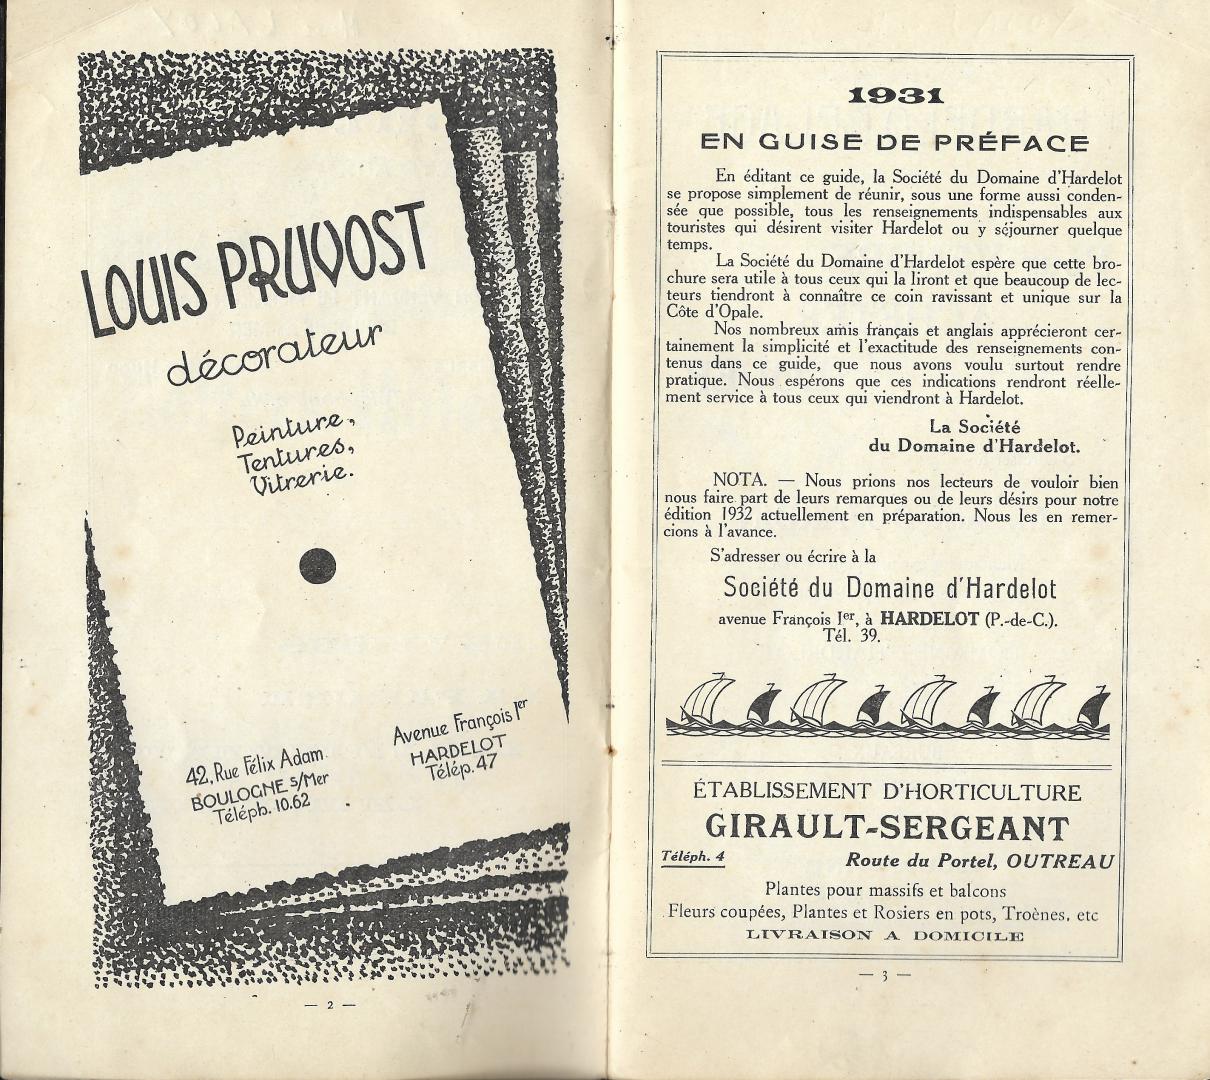 LOUIS PRUVOST
décorateur
Peinture,
Tentures,
Vitrerie.
42, Rue Félix Adam
BOULOGNE s/Mer
Téléph. 10.62
Avenue François Ier
HARDELOT
Télép. 47
— 2 —
1931
EN GUISE DE PRÉFACE
En éditant ce guide, la Société du Domaine d'Hardelot
se propose simplement de réunir, sous une forme aussi conden-
sée que possible, tous les renseignements indispensables aux
touristes qui désirent visiter Hardelot ou y séjourner quelque
temps.
La Société du Domaine d'Hardelot espère que cette bro-
chure sera utile à tous ceux qui la liront et que beaucoup de lec-
teurs tiendront à connaître ce coin ravissant et unique sur la
Côte d'Opale.
Nos nombreux amis français et anglais apprécieront cer-
tainement la simplicité et l'exactitude des renseignements con-
tenus dans ce guide, que nous avons voulu surtout rendre
pratique. Nous espérons que ces indications rendront réelle-
ment service à tous ceux qui viendront à Hardelot.
La Société
du Domaine d'Hardelot.
NOTA. — Nous prions nos lecteurs de vouloir bien
nous faire part de leurs remarques ou de leurs désirs pour notre
édition 1932 actuellement en préparation. Nous les en remer-
cions à l'avance.
S'adresser ou écrire à la
Société du Domaine d'Hardelot
avenue François Ier, à HARDELOT (P.-de-C.).
Tél. 39.
ÉTABLISSEMENT D'HORTICULTURE
GIRAULT-SERGEANT
Téléph. 4 Route du Portel, OUTREAU
Plantes pour massifs et balcons
Fleurs coupées, Plantes et Rosiers en pots, Troènes, etc
LIVRAISON A DOMICILE
— 3 —